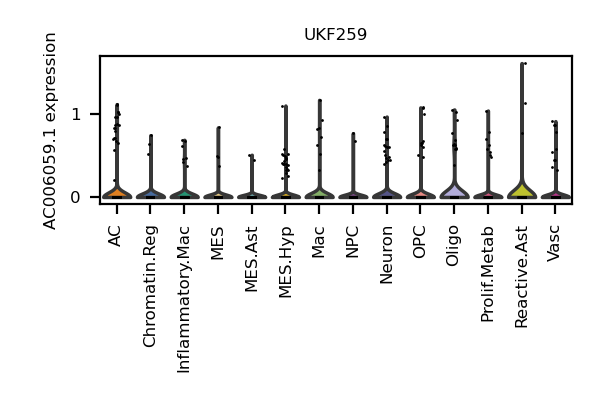 UKF259
AC006059.1 expression
1
0
AC
Chromatin.Reg
Inflammatory.Mac
MES
MES.Ast
MES.Hyp
Mac
NPC
Neuron
OPC
Oligo
Prolif.Metab
Reactive.Ast
Vasc